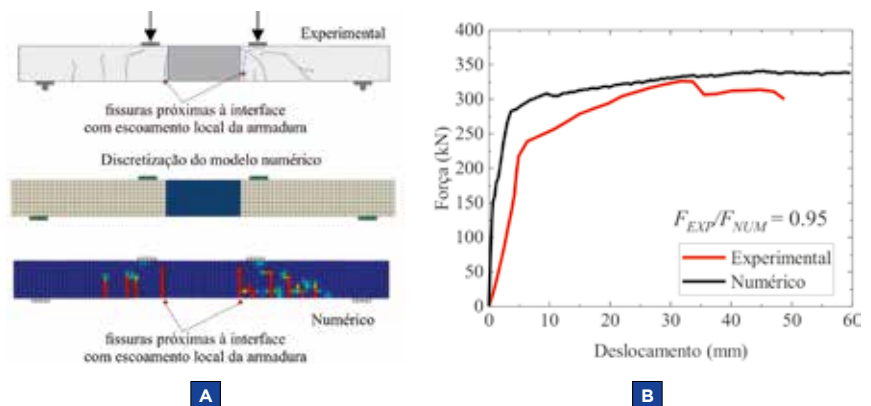 Experimental
fissuras próximas à interface
com escoamento local da armadura
Discretização do modelo numérico
Numérico
fissuras próximas à interface
com escoamento local da armadura
A
400
350
300
250
200
150
100
50
0
Força (kN)
F_EXP/F_NUM = 0.95
Experimental
Numérico
0 10 20 30 40 50 60
Deslocamento (mm)
B